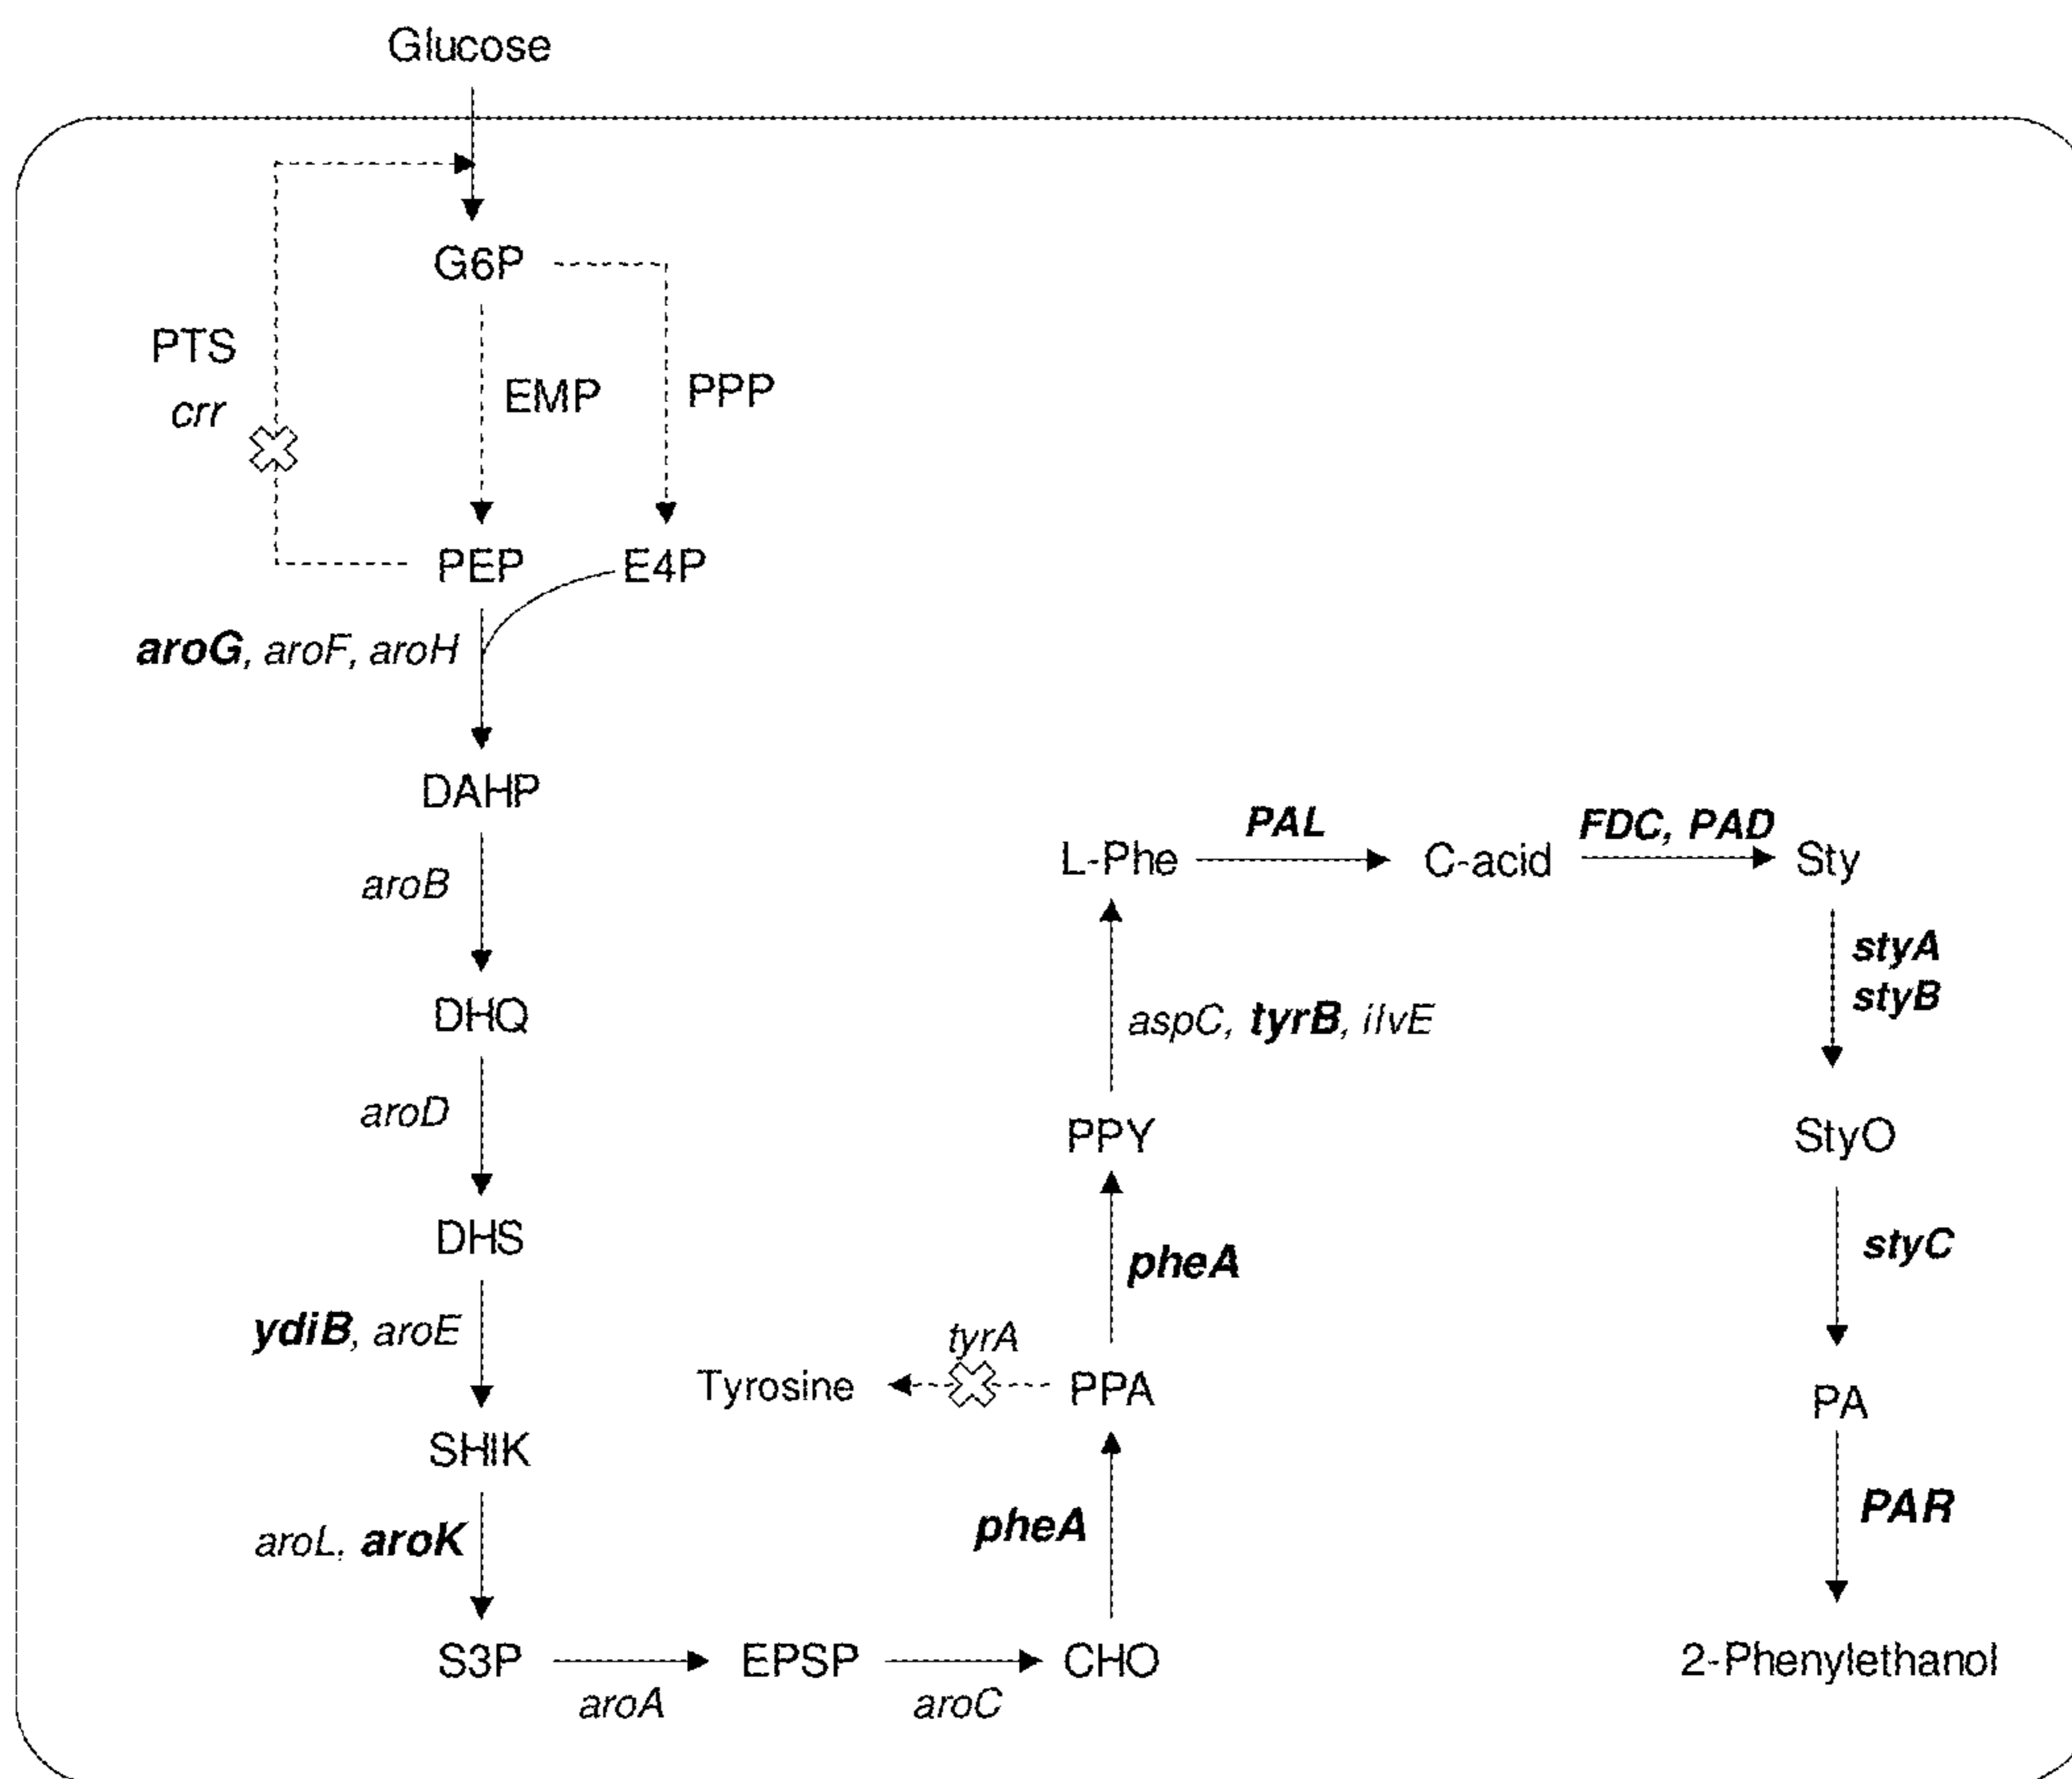 Glucose
G6P
PTS
crr
EMP
PPP
PEP
E4P
aroG, aroF, aroH
DAHP
aroB
DHQ
aroD
DHS
ydiB, aroE
SHIK
aroL, aroK
S3P
aroA
EPSP
aroC
CHO
pheA
PPA
tyrA
Tyrosine
pheA
PPY
aspC, tyrB, ilvE
L-Phe
PAL
C-acid
FDC, PAD
Sty
styA
styB
StyO
styC
PA
PAR
2-Phenylethanol